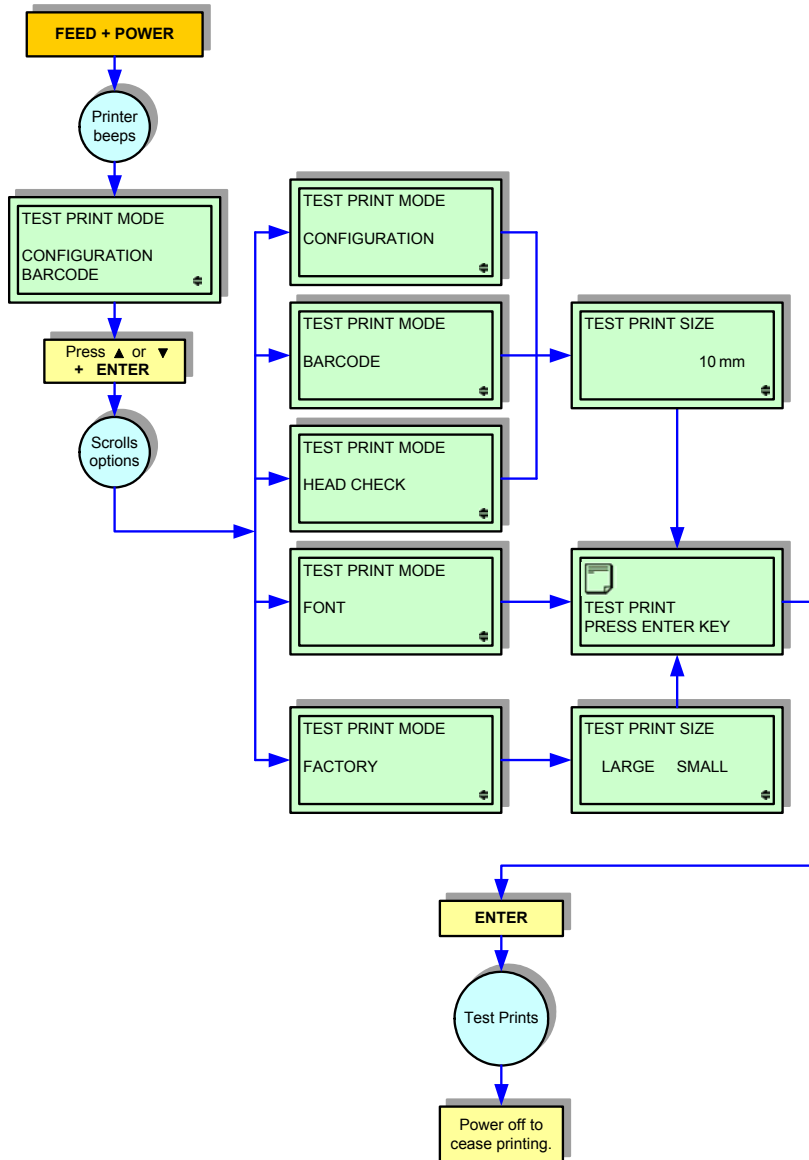 FEED + POWER
Printer
beeps
TEST PRINT MODE
CONFIGURATION
BARCODE
Press ▲ or ▼
+ ENTER
Scrolls
options
TEST PRINT MODE
CONFIGURATION
TEST PRINT MODE
BARCODE
TEST PRINT MODE
HEAD CHECK
TEST PRINT MODE
FONT
TEST PRINT MODE
FACTORY
TEST PRINT SIZE
10 mm
TEST PRINT
PRESS ENTER KEY
TEST PRINT SIZE
LARGE SMALL
ENTER
Test Prints
Power off to
cease printing.